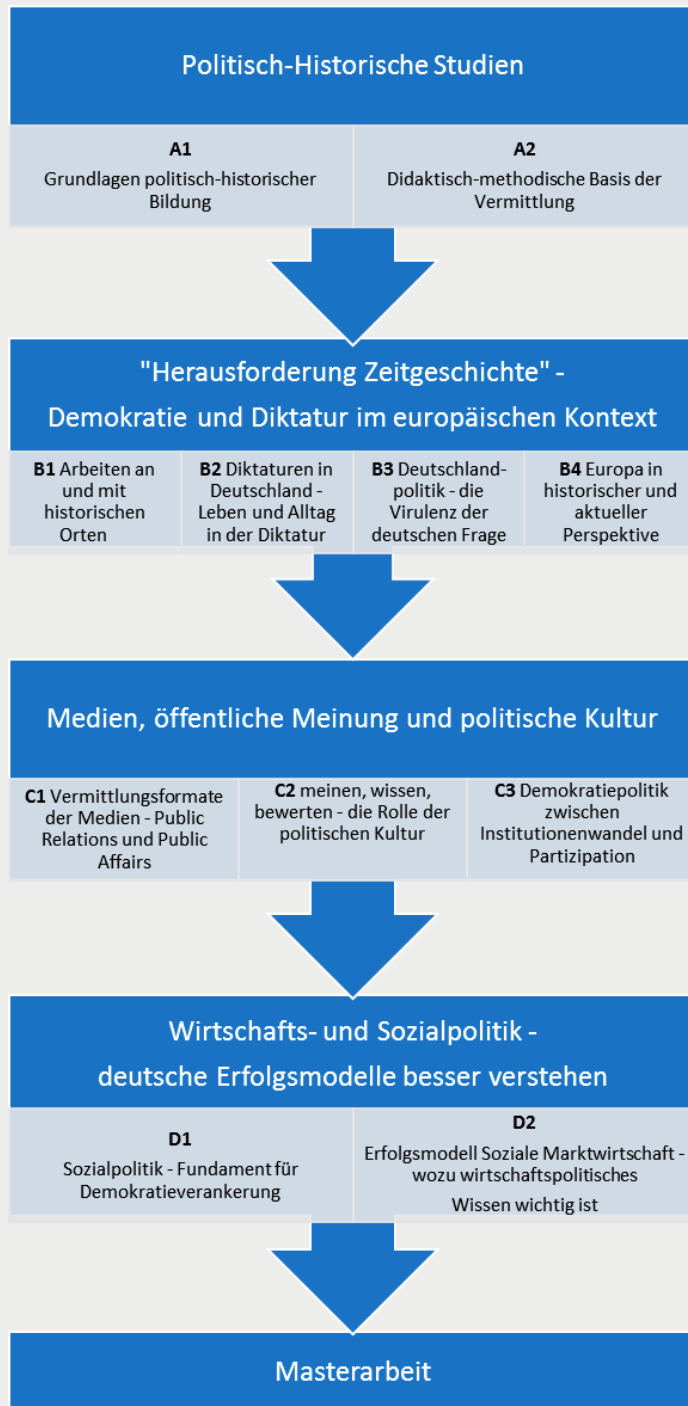 Politisch-Historische Studien
A1
Grundlagen politisch-historischer
Bildung
A2
Didaktisch-methodische Basis der
Vermittlung
"Herausforderung Zeitgeschichte" -
Demokratie und Diktatur im europäischen Kontext
B1 Arbeiten an
und mit
historischen
Orten
B2 Diktaturen in
Deutschland -
Leben und Alltag
in der Diktatur
B3 Deutschland-
politik - die
Virulenz der
deutschen Frage
B4 Europa in
historischer und
aktueller
Perspektive
Medien, öffentliche Meinung und politische Kultur
C1 Vermittlungsformate
der Medien - Public
Relations und Public
Affairs
C2 meinen, wissen,
bewerten - die Rolle der
politischen Kultur
C3 Demokratiepolitik
zwischen
Institutionenwandel und
Partizipation
Wirtschafts- und Sozialpolitik -
deutsche Erfolgsmodelle besser verstehen
D1
Sozialpolitik - Fundament für
Demokratieverankerung
D2
Erfolgsmodell Soziale Marktwirtschaft -
wozu wirtschaftspolitisches
Wissen wichtig ist
Masterarbeit